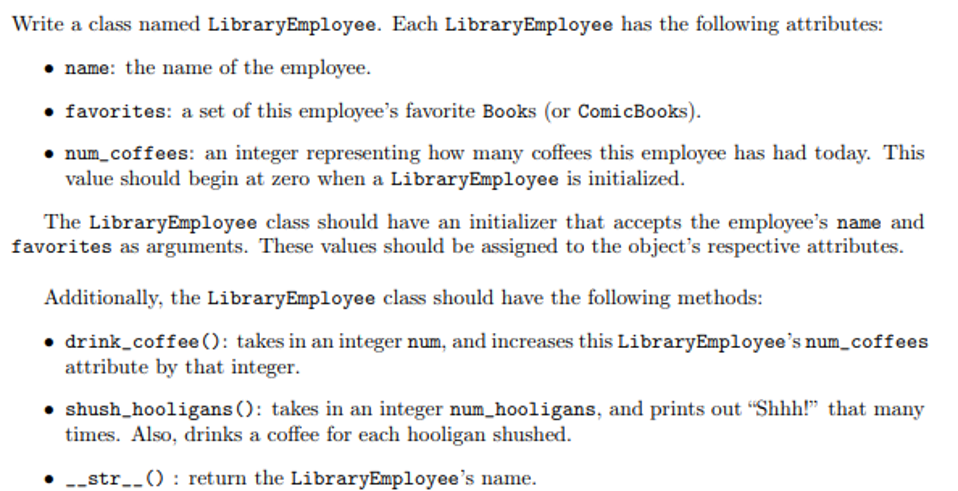 Write a class named LibraryEmployee. Each LibraryEmployee has the following attributes:
• name: the name of the employee.
• favorites: a set of this employee's favorite Books (or ComicBooks).
• num_coffees: an integer representing how many coffees this employee has had today. This
value should begin at zero when a LibraryEmployee is initialized.
The LibraryEmployee class should have an initializer that accepts the employee's name and
favorites as arguments. These values should be assigned to the object's respective attributes.
Additionally, the LibraryEmployee class should have the following methods:
• drink_coffee(): takes in an integer num, and increases this LibraryEmployee's num_coffees
attribute by that integer.
• shush_hooligans(): takes in an integer num_hooligans, and prints out “Shhh!” that many
times. Also, drinks a coffee for each hooligan shushed.
• __str__() : return the LibraryEmployee's name.